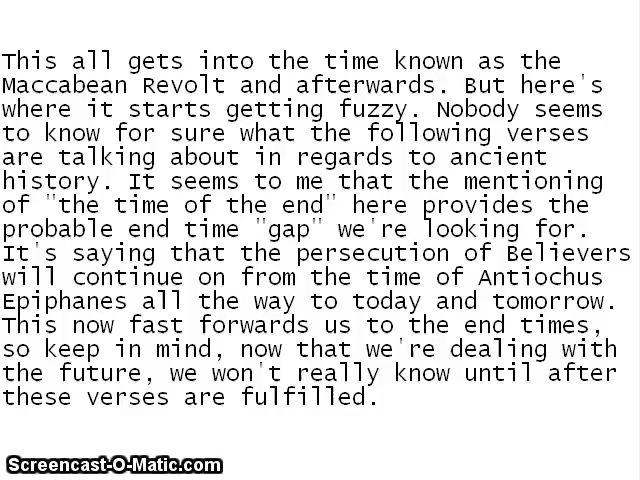 This all gets into the time known as the
Maccabean Revolt and afterwards. But here's
where it starts getting fuzzy. Nobody seems
to know for sure what the following verses
are talking about in regards to ancient
history. It seems to me that the mentioning
of "the time of the end" here provides the
probable end time "gap" we're looking for.
It's saying that the persecution of Believers
will continue on from the time of Antiochus
Epiphanes all the way to today and tomorrow.
This now fast forwards us to the end times,
so keep in mind, now that we're dealing with
the future, we won't really know until after
these verses are fulfilled.
Screencast-O-Matic.com